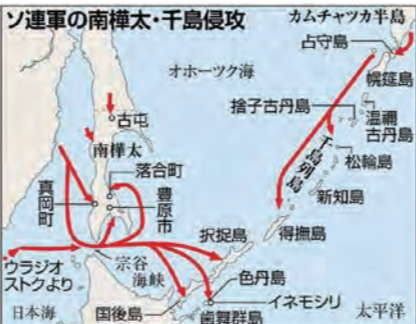 ソ連軍の南樺太・千島侵攻
カムチャツカ半島
占守島
オホーツク海
幌筵島
古屯
捨子古丹島
温禰
古丹島
南樺太
千島列島
松輪島
落合町
真岡町
豊原市
新知島
得撫島
択捉島
ウラジオ
ストクより
宗谷
海峡
色丹島
イネモシリ
日本海
国後島
歯舞群島
太平洋